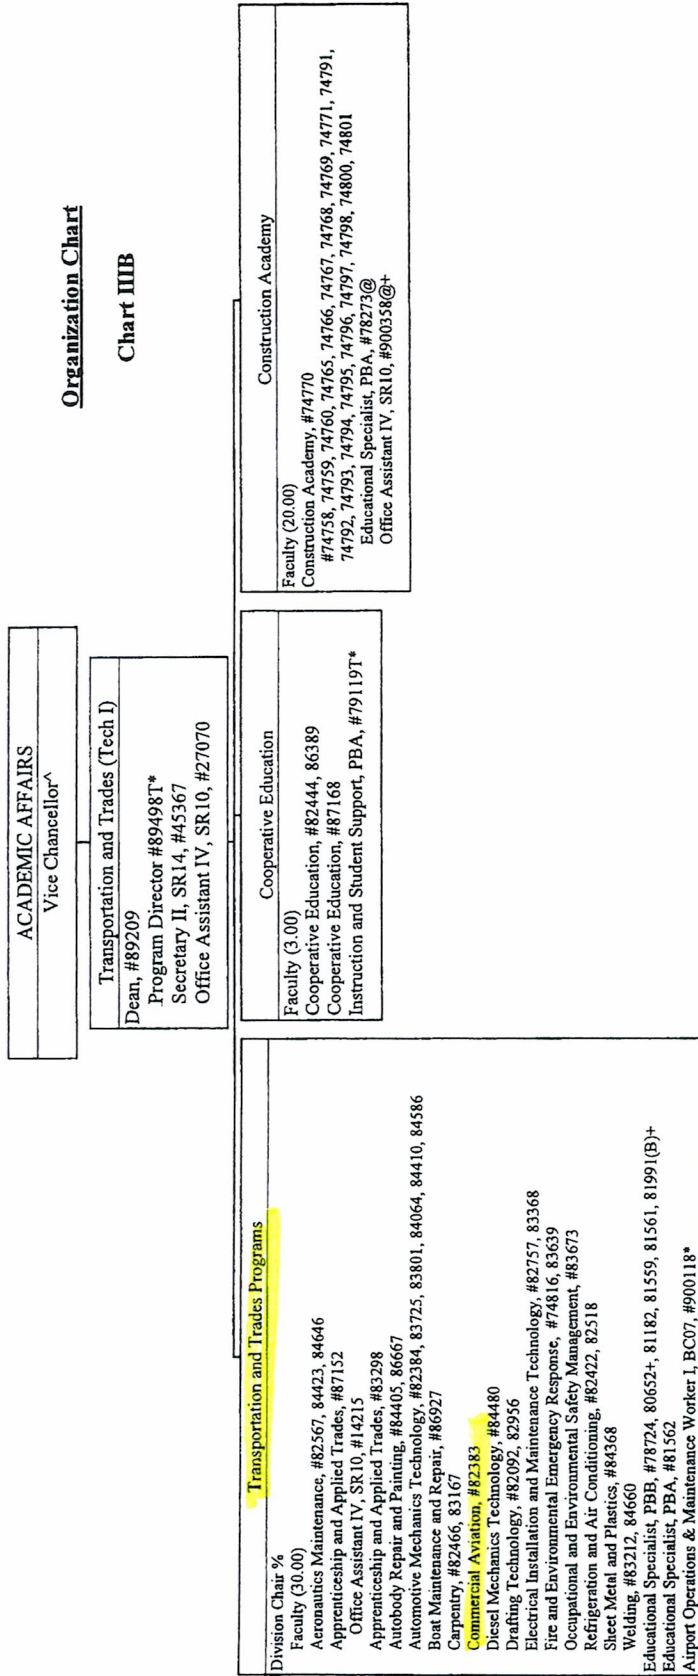 Organization Chart
Chart IIIB
ACADEMIC AFFAIRS
Vice Chancellor^
Transportation and Trades (Tech I)
Dean, #89209
Program Director #89498T*
Secretary II, SR14, #45367
Office Assistant IV, SR10, #27070
Transportation and Trades Programs
Division Chair %
Faculty (30.00)
Aeronautics Maintenance, #82567, 84423, 84646
Apprenticeship and Applied Trades, #87152
Office Assistant IV, SR10, #14215
Apprenticeship and Applied Trades, #83298
Autobody Repair and Painting, #84405, 86667
Automotive Mechanics Technology, #82384, 83725, 83801, 84064, 84410, 84586
Boat Maintenance and Repair, #86927
Carpentry, #82466, 83167
Commercial Aviation, #82383
Diesel Mechanics Technology, #84480
Drafting Technology, #82092, 82956
Electrical Installation and Maintenance Technology, #82757, 83368
Fire and Environmental Emergency Response, #74816, 83639
Occupational and Environmental Safety Management, #83673
Refrigeration and Air Conditioning, #82422, 82518
Sheet Metal and Plastics, #84368
Welding, #83212, 84660
Educational Specialist, PBB, #78724, 80652+, 81182, 81559, 81561, 81991(B)+
Educational Specialist, PBA, #81562
Airport Operations & Maintenance Worker I, BC07, #900118*
Cooperative Education
Faculty (3.00)
Cooperative Education, #82444, 86389
Cooperative Education, #87168
Instruction and Student Support, PBA, #79119T*
Construction Academy
Faculty (20.00)
Construction Academy, #74770
#74758, 74759, 74760, 74765, 74766, 74767, 74768, 74769, 74771, 74791,
74792, 74793, 74794, 74795, 74796, 74797, 74798, 74800, 74801
Educational Specialist, PBA, #78273@
Office Assistant IV, SR10, #900358@+